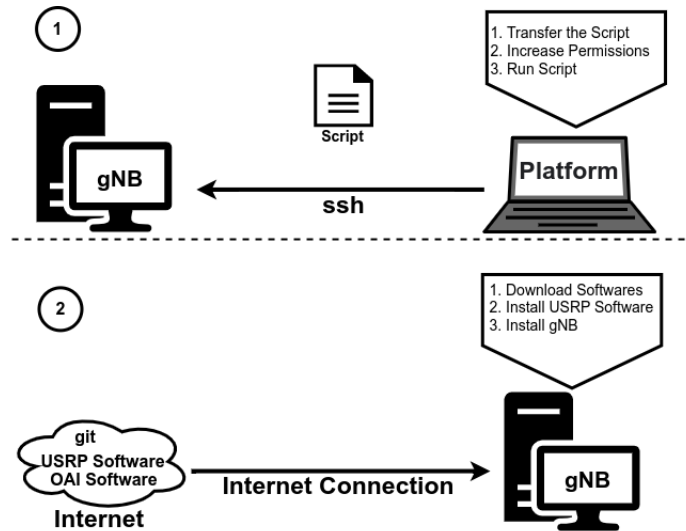 1
1. Transfer the Script
2. Increase Permissions
3. Run Script
Script
gNB
Platform
ssh
2
1. Download Softwares
2. Install USRP Software
3. Install gNB
git
USRP Software
OAI Software
Internet
Internet Connection
gNB